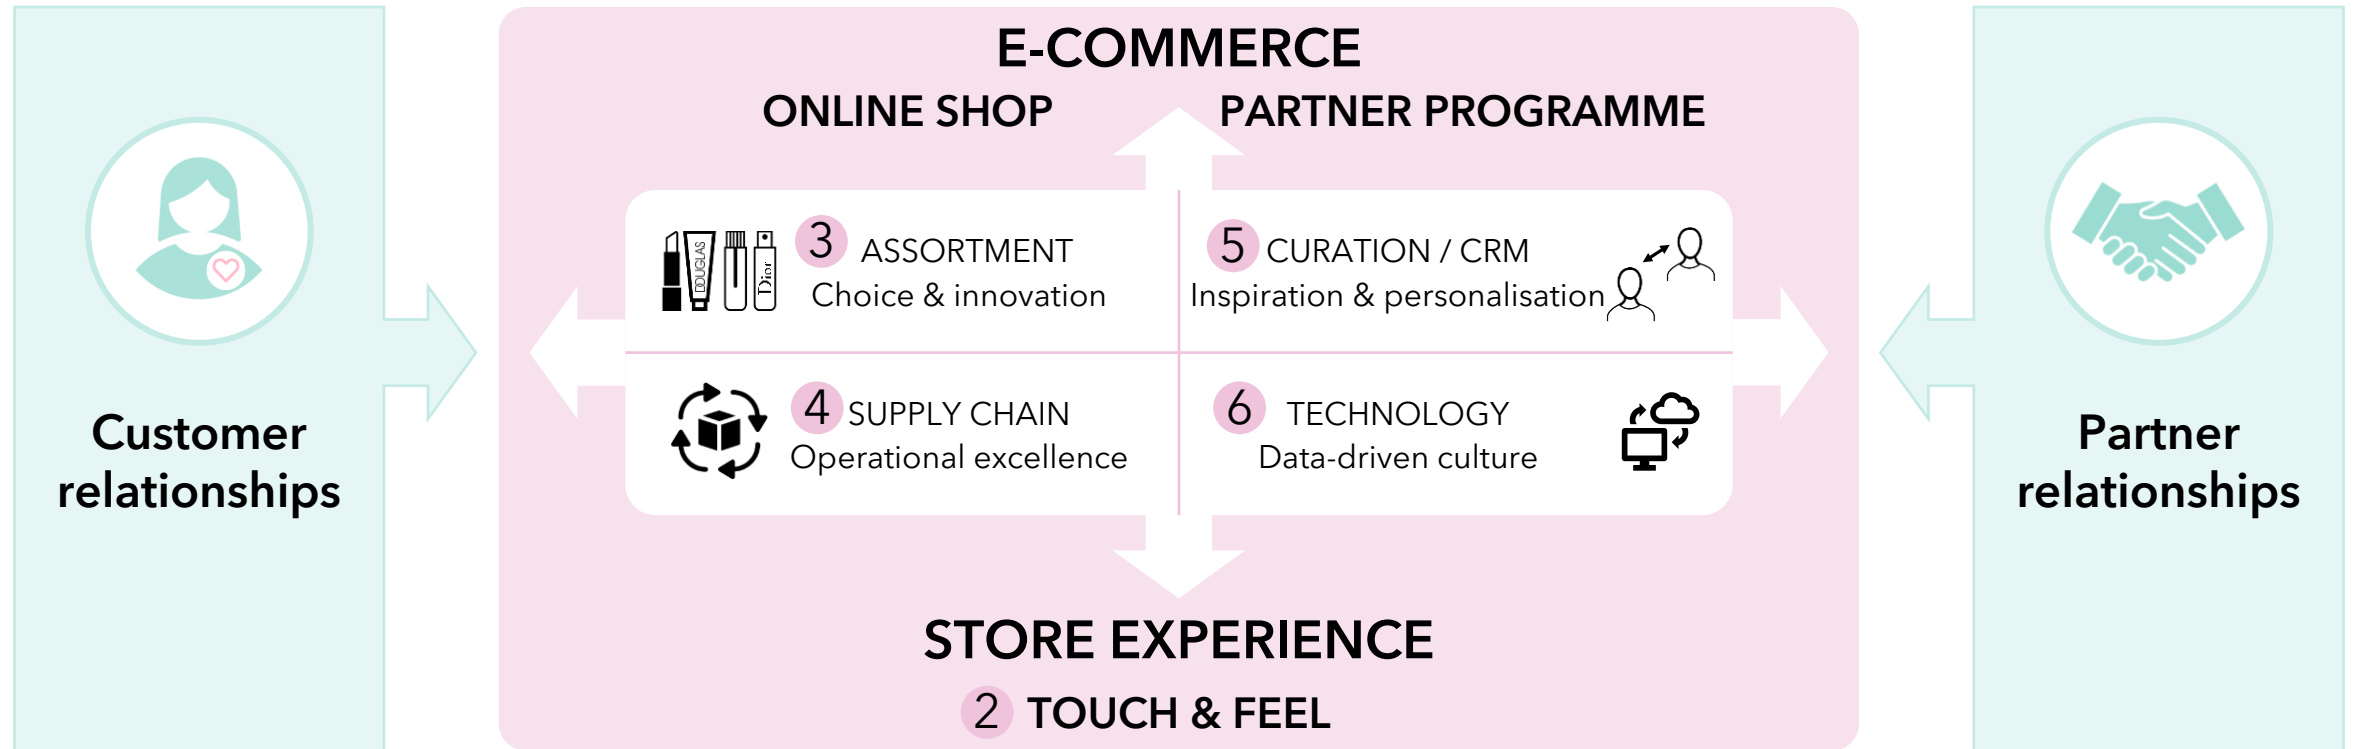 E-COMMERCE
ONLINE SHOP
PARTNER PROGRAMME
Customer
relationships
DOUGLAS
Dior
3 ASSORTMENT
Choice & innovation
5 CURATION / CRM
Inspiration & personalisation
4 SUPPLY CHAIN
Operational excellence
6 TECHNOLOGY
Data-driven culture
STORE EXPERIENCE
2 TOUCH & FEEL
Partner
relationships